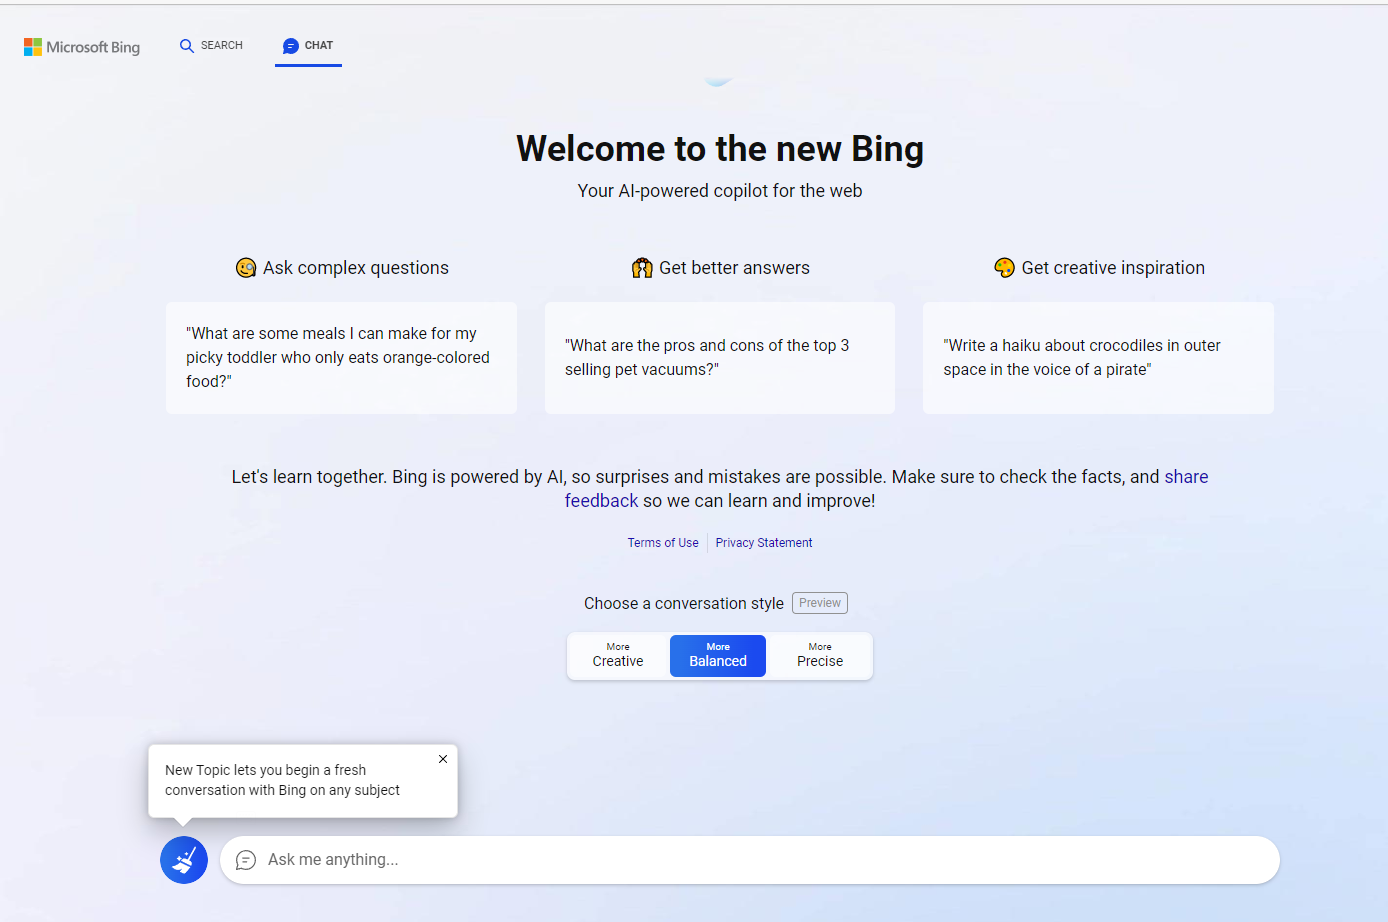 Microsoft Bing
SEARCH
CHAT
Welcome to the new Bing
Your AI-powered copilot for the web
Ask complex questions
"What are some meals I can make for my
picky toddler who only eats orange-colored
food?"
Get better answers
"What are the pros and cons of the top 3
selling pet vacuums?"
Get creative inspiration
"Write a haiku about crocodiles in outer
space in the voice of a pirate"
Let's learn together. Bing is powered by AI, so surprises and mistakes are possible. Make sure to check the facts, and share
feedback so we can learn and improve!
Terms of Use
Privacy Statement
Choose a conversation style
Preview
More
Creative
More
Balanced
More
Precise
New Topic lets you begin a fresh
conversation with Bing on any subject
Ask me anything...